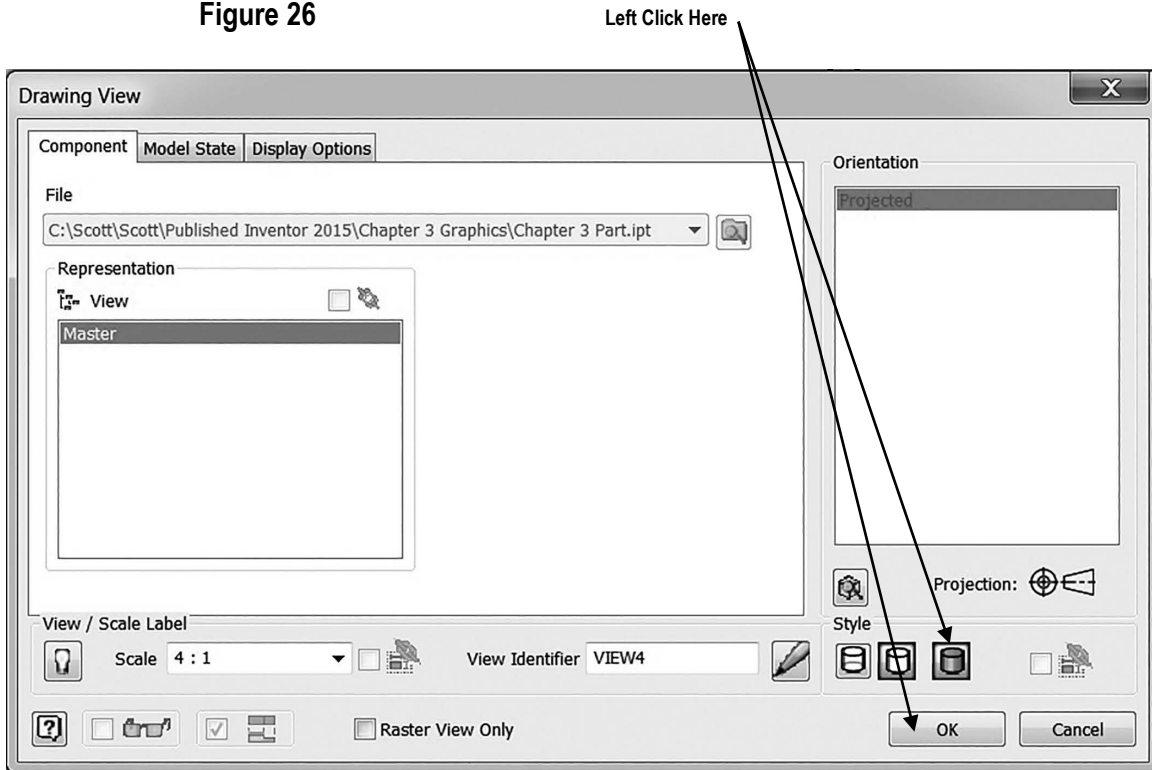 Figure 26
Left Click Here
Drawing View
Component Model State Display Options
Orientation
File
Projected
C:\Scott\Scott\Published Inventor 2015\Chapter 3 Graphics\Chapter 3 Part.ipt
Representation
View
Master
Projection:
View / Scale Label
Style
Scale 4 : 1
View Identifier VIEW4
Raster View Only
OK
Cancel